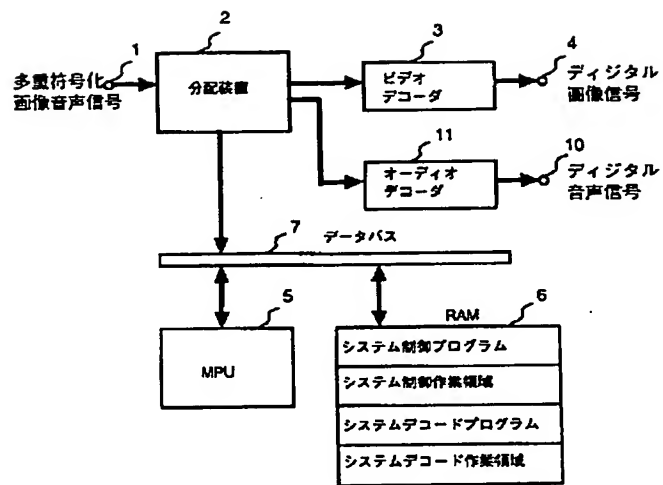 1
多重符号化
画像音声信号
2
分配装置
3
ビデオ
デコーダ
4
ディジタル
画像信号
11
オーディオ
デコーダ
10
ディジタル
音声信号
7
データバス
5
MPU
RAM
6
システム制御プログラム
システム制御作業領域
システムデコードプログラム
システムデコード作業領域